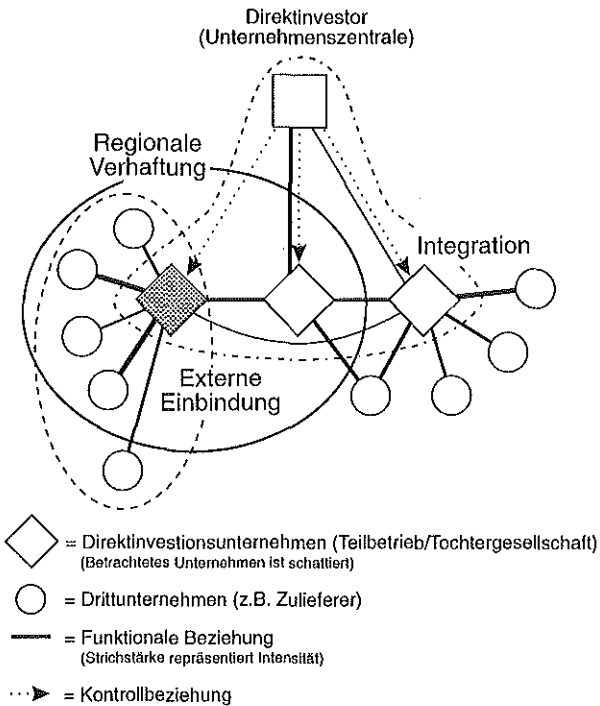 Direktinvestor
(Unternehmenszentrale)
Regionale
Verhaftung
Integration
Externe
Einbindung
= Direktinvestionsunternehmen (Teilbetrieb/Tochtergesellschaft)
(Betrachtetes Unternehmen ist schattiert)
= Drittunternehmen (z.B. Zulieferer)
= Funktionale Beziehung
(Strichstärke repräsentiert Intensität)
= Kontrollbeziehung